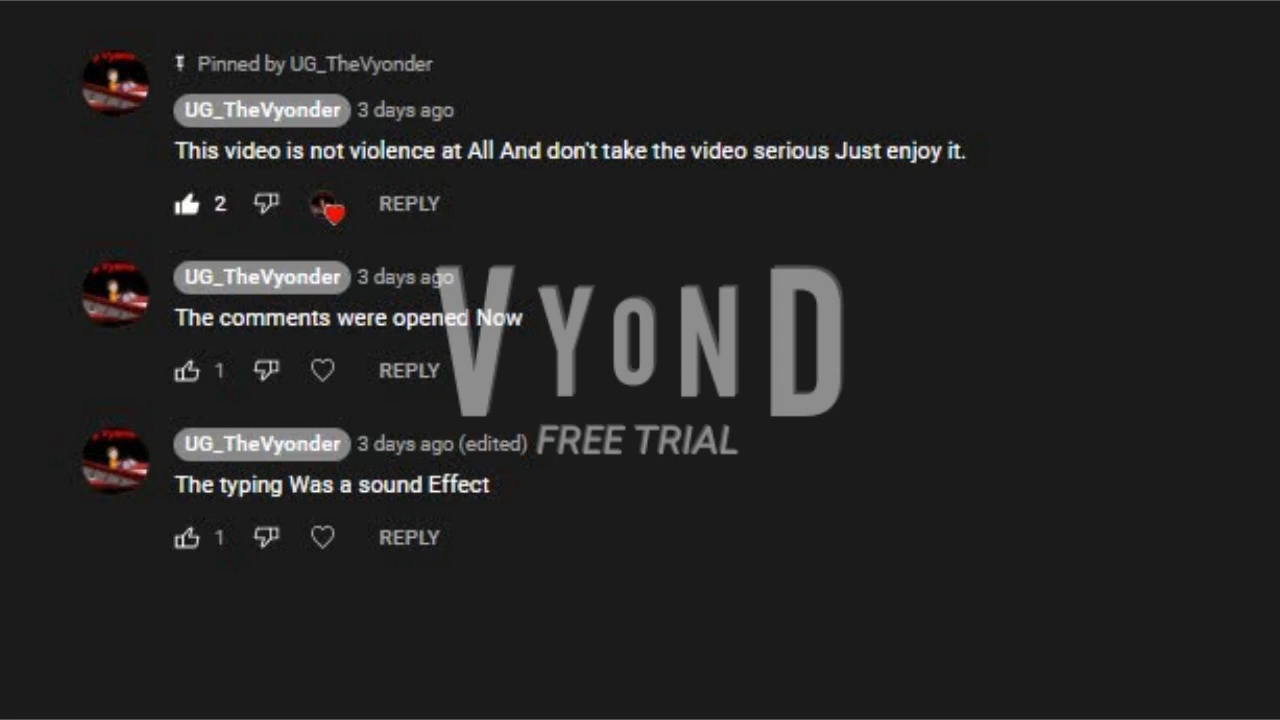 Pinned by UG_TheVyonder
UG_TheVyonder 3 days ago
This video is not violence at All And don't take the video serious Just enjoy it.
2 REPLY
UG_TheVyonder 3 days ago
The comments were opened Now
1 REPLY
VYOND
FREE TRIAL
UG_TheVyonder 3 days ago (edited)
The typing Was a sound Effect
1 REPLY